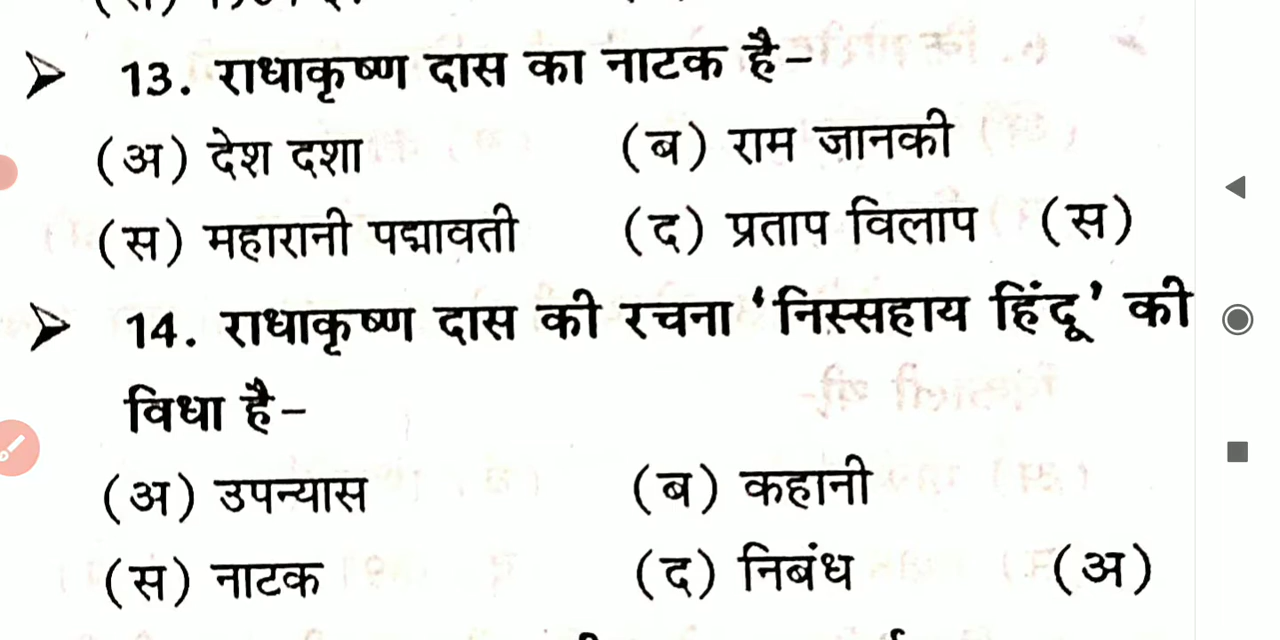 13. राधाकृष्ण दास का नाटक है–
(अ) देश दशा (ब) राम जानकी
(स) महारानी पद्मावती (द) प्रताप विलाप (स)
14. राधाकृष्ण दास की रचना ‘निस्सहाय हिंदू’ की
विधा है–
(अ) उपन्यास (ब) कहानी
(स) नाटक (द) निबंध (अ)